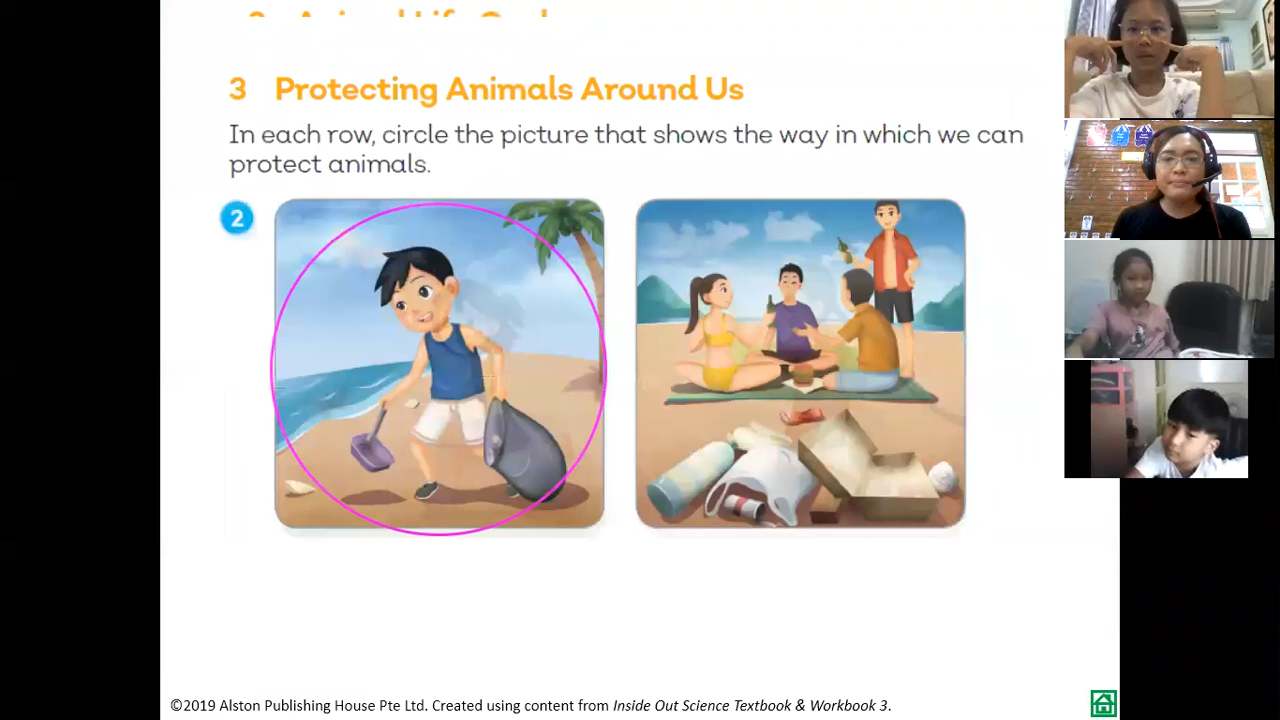 3 Protecting Animals Around Us
In each row, circle the picture that shows the way in which we can
protect animals.
2
©2019 Alston Publishing House Pte Ltd. Created using content from Inside Out Science Textbook & Workbook 3.